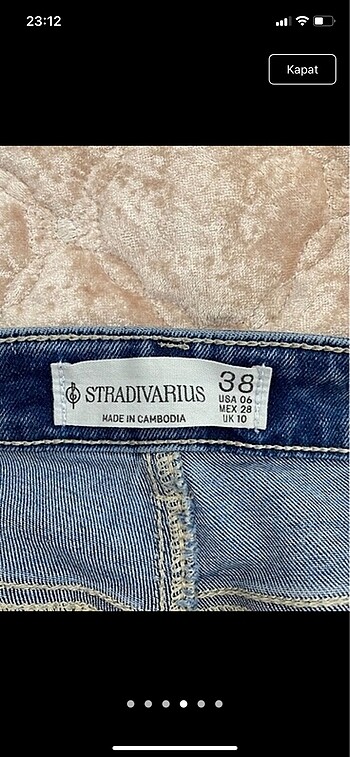 23:12
Kapat
STRADIVARIUS
MADE IN CAMBODIA
38
USA 06
MEX 28
UK 10